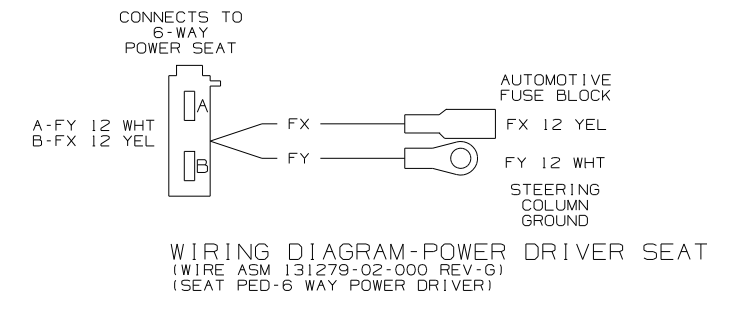 CONNECTS TO
6-WAY
POWER SEAT
A-FY 12 WHT
B-FX 12 YEL
A
B
FX
FY
AUTOMOTIVE
FUSE BLOCK
FX 12 YEL
FY 12 WHT
STEERING
COLUMN
GROUND
WIRING DIAGRAM-POWER DRIVER SEAT
(WIRE ASM 131279-02-000 REV-G)
(SEAT PED-6 WAY POWER DRIVER)